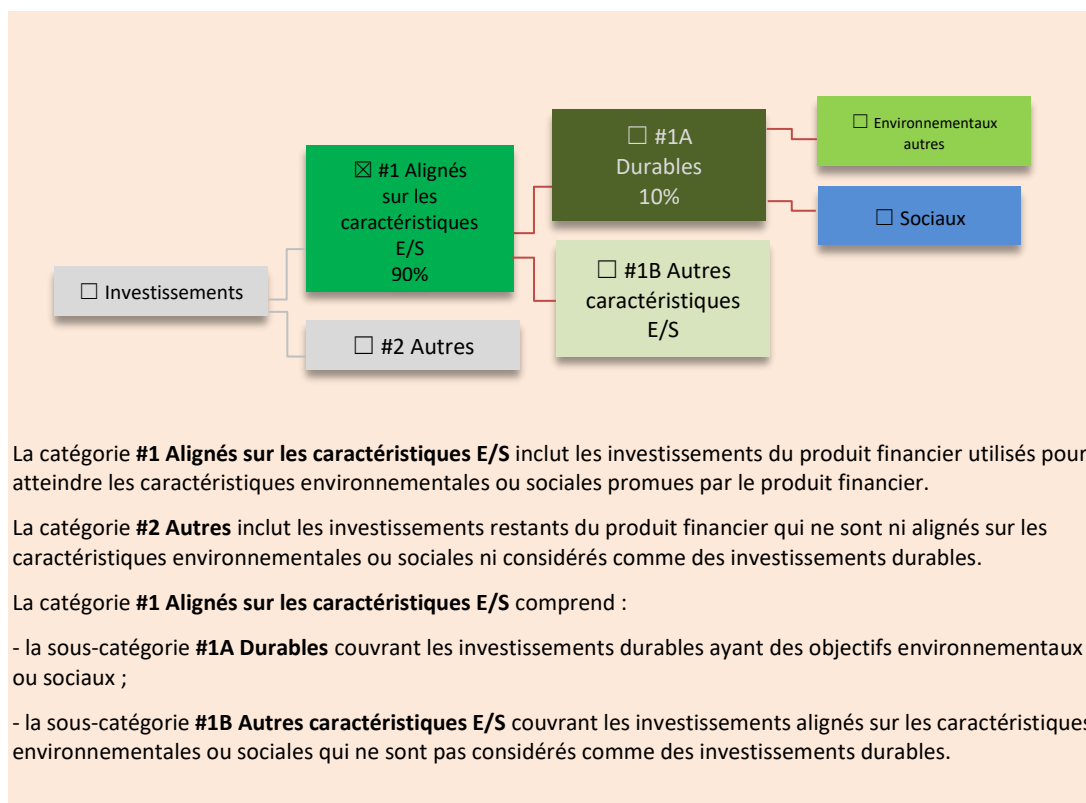 ☐ Investissements
☒ #1 Alignés
sur les
caractéristiques
E/S
90%
☐ #2 Autres
☐ #1A
Durables
10%
☐ #1B Autres
caractéristiques
E/S
☐ Environnementaux
autres
☐ Sociaux
La catégorie #1 Alignés sur les caractéristiques E/S inclut les investissements du produit financier utilisés pour
atteindre les caractéristiques environnementales ou sociales promues par le produit financier.
La catégorie #2 Autres inclut les investissements restants du produit financier qui ne sont ni alignés sur les
caractéristiques environnementales ou sociales ni considérés comme des investissements durables.
La catégorie #1 Alignés sur les caractéristiques E/S comprend :
- la sous-catégorie #1A Durables couvrant les investissements durables ayant des objectifs environnementaux
ou sociaux ;
- la sous-catégorie #1B Autres caractéristiques E/S couvrant les investissements alignés sur les caractéristiques
environnementales ou sociales qui ne sont pas considérés comme des investissements durables.